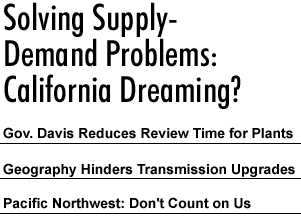 Solving Supply-
Demand Problems:
California Dreaming?
Gov. Davis Reduces Review Time for Plants
Geography Hinders Transmission Upgrades
Pacific Northwest: Don't Count on Us